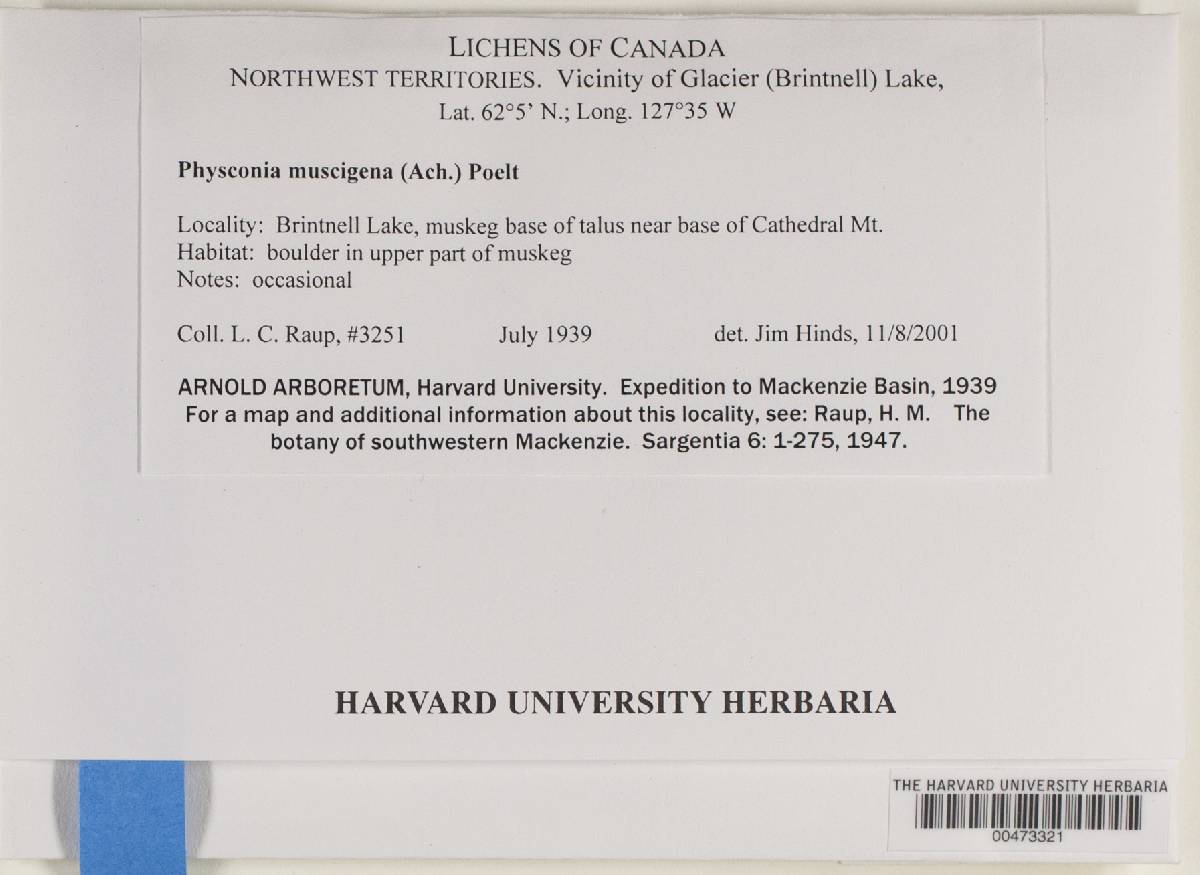 LICHENS OF CANADA
NORTHWEST TERRITORIES. Vicinity of Glacier (Brintnell) Lake,
Lat. 62°5’ N.; Long. 127°35 W
Physconia muscigena (Ach.) Poelt
Locality: Brintnell Lake, muskeg base of talus near base of Cathedral Mt.
Habitat: boulder in upper part of muskeg
Notes: occasional
Coll. L. C. Raup, #3251 July 1939 det. Jim Hinds, 11/8/2001
ARNOLD ARBORETUM, Harvard University. Expedition to Mackenzie Basin, 1939
For a map and additional information about this locality, see: Raup, H. M. The
botany of southwestern Mackenzie. Sargentia 6: 1-275, 1947.
HARVARD UNIVERSITY HERBARIA
THE HARVARD UNIVERSITY HERBARIA
00473321